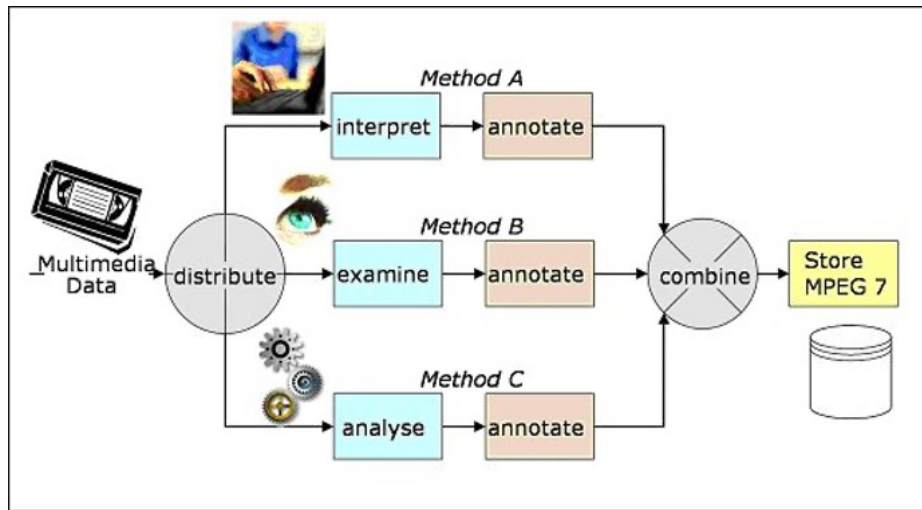 Method A
interpret
annotate
Multimedia
Data
distribute
Method B
examine
annotate
combine
Store
MPEG 7
Method C
analyse
annotate